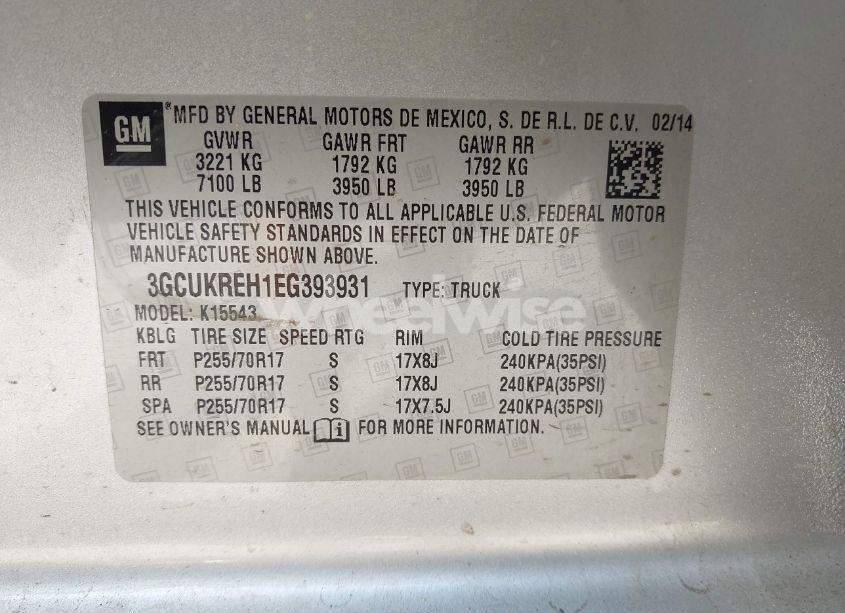 GM ® MFD BY GENERAL MOTORS DE MEXICO, S. DE R.L. DE C.V. 02/14
GVWR GAWR FRT GAWR RR
3221 KG 1792 KG 1792 KG
7100 LB 3950 LB 3950 LB
THIS VEHICLE CONFORMS TO ALL APPLICABLE U.S. FEDERAL MOTOR
VEHICLE SAFETY STANDARDS IN EFFECT ON THE DATE OF
MANUFACTURE SHOWN ABOVE.
3GCUKREH1EG393931 TYPE: TRUCK
MODEL: K15543
wheelwise
KBLG TIRE SIZE SPEED RTG RIM COLD TIRE PRESSURE
FRT P255/70R17 S 17X8J 240KPA(35PSI)
RR P255/70R17 S 17X8J 240KPA(35PSI)
SPA P255/70R17 S 17X7.5J 240KPA(35PSI)
SEE OWNER'S MANUAL i FOR MORE INFORMATION.